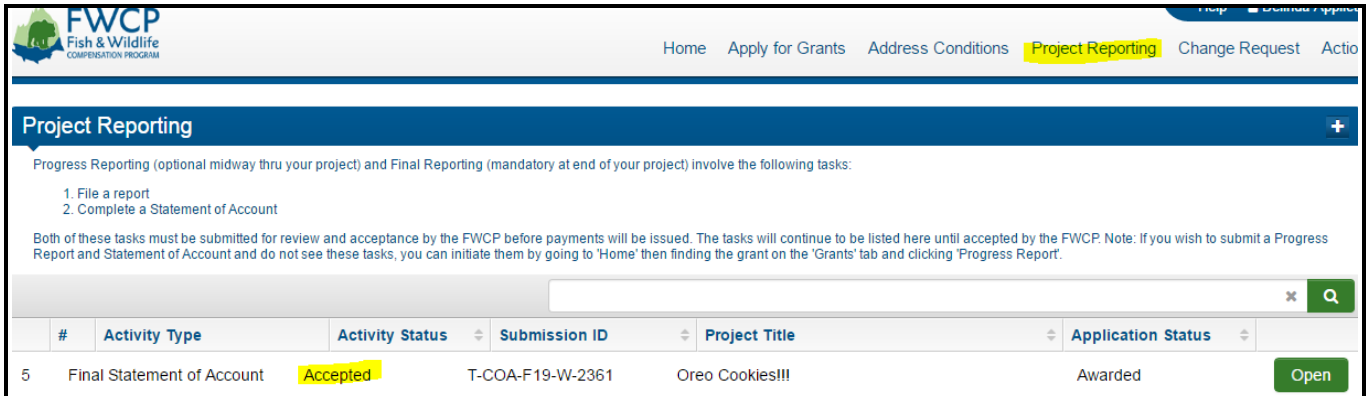 FWCP
Fish & Wildlife
COMPENSATION PROGRAM
Help Belinda Applic
Home Apply for Grants Address Conditions Project Reporting Change Request Actio
Project Reporting
Progress Reporting (optional midway thru your project) and Final Reporting (mandatory at end of your project) involve the following tasks:
1. File a report
2. Complete a Statement of Account
Both of these tasks must be submitted for review and acceptance by the FWCP before payments will be issued. The tasks will continue to be listed here until accepted by the FWCP. Note: If you wish to submit a Progress
Report and Statement of Account and do not see these tasks, you can initiate them by going to 'Home' then finding the grant on the 'Grants' tab and clicking 'Progress Report'.
# Activity Type Activity Status Submission ID Project Title Application Status
5 Final Statement of Account Accepted T-COA-F19-W-2361 Oreo Cookies!!! Awarded Open